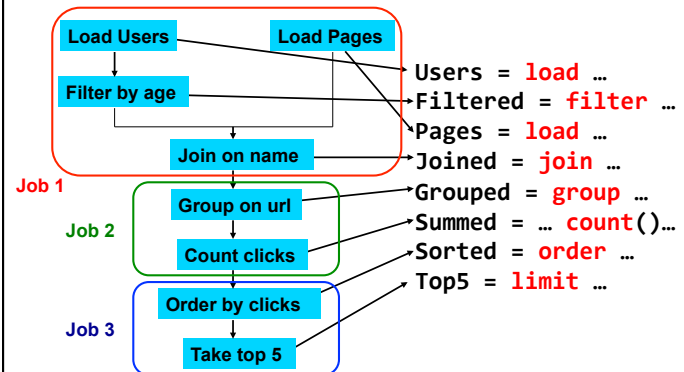 Load Users
Load Pages
Filter by age
Join on name
Job 1
Group on url
Job 2
Count clicks
Order by clicks
Job 3
Take top 5
Users = load …
Filtered = filter …
Pages = load …
Joined = join …
Grouped = group …
Summed = … count()…
Sorted = order …
Top5 = limit …